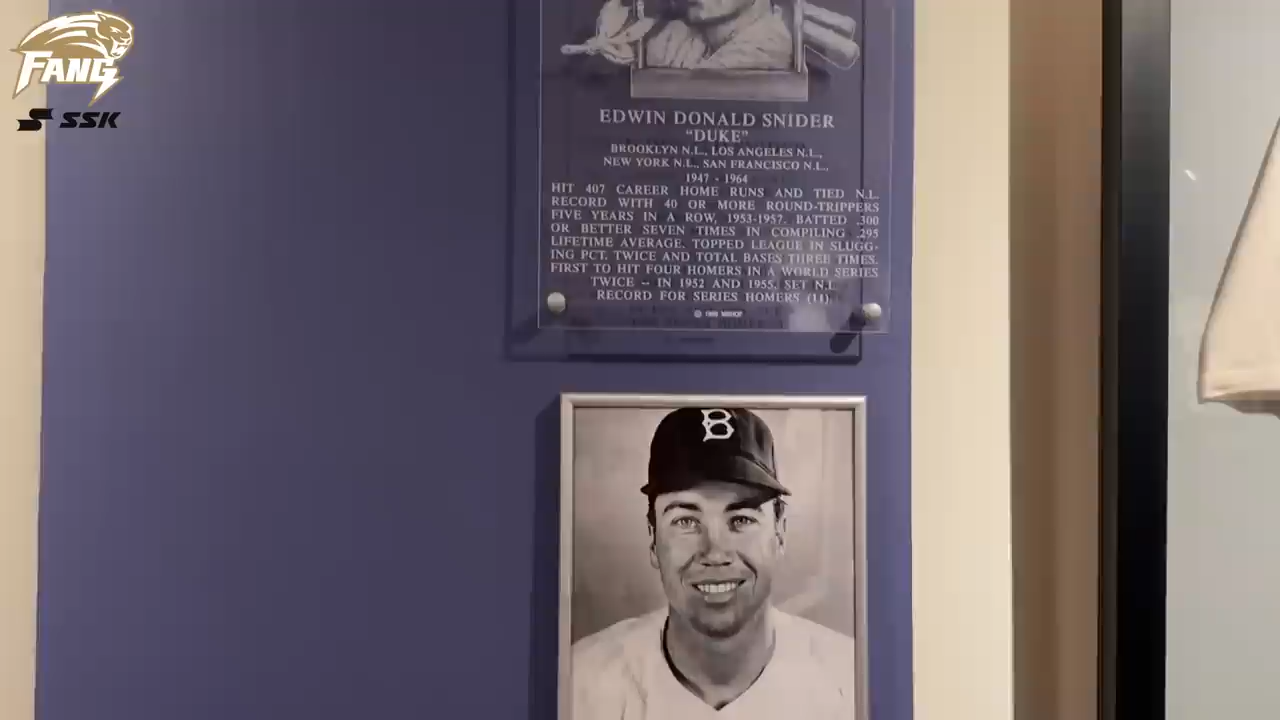 FANG
SSK
EDWIN DONALD SNIDER
"DUKE"
BROOKLYN N.L., LOS ANGELES N.L.,
NEW YORK N.L., SAN FRANCISCO N.L.,
1947 - 1964
HIT 407 CAREER HOME RUNS AND TIED N.L.
RECORD WITH 40 OR MORE ROUND-TRIPPERS
FIVE YEARS IN A ROW, 1953-1957. BATTED .300
OR BETTER SEVEN TIMES IN COMPILING .295
LIFETIME AVERAGE. TOPPED LEAGUE IN SLUGG-
ING PCT. TWICE AND TOTAL BASES THREE TIMES.
FIRST TO HIT FOUR HOMERS IN A WORLD SERIES
TWICE -- IN 1952 AND 1955. SET N.L.
RECORD FOR SERIES HOMERS (11).
B